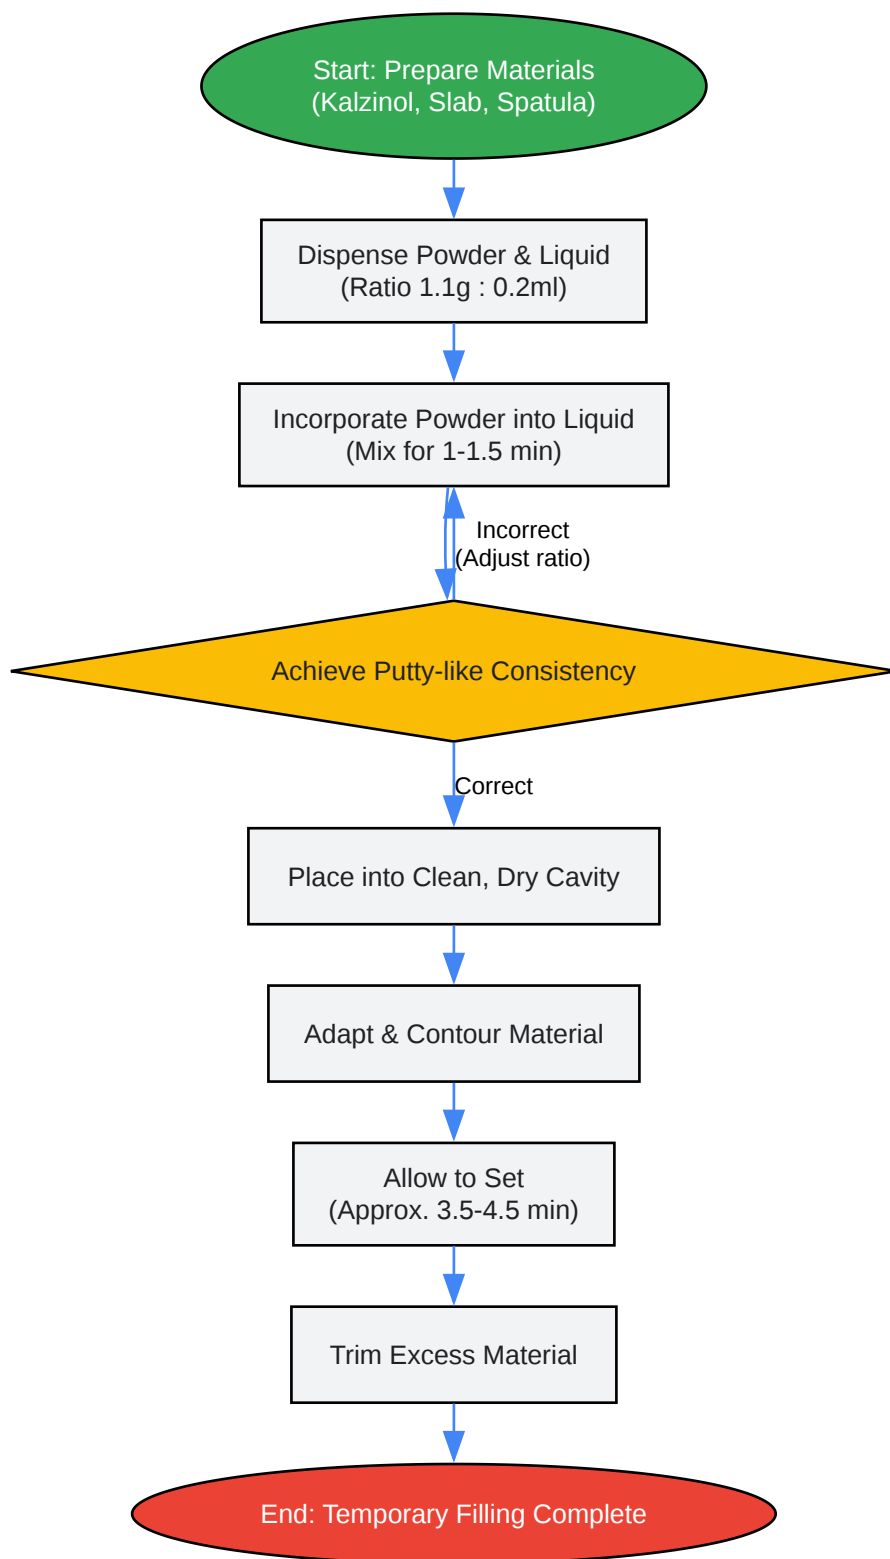 Start: Prepare Materials
(Kalzinol, Slab, Spatula)
Dispense Powder & Liquid
(Ratio 1.1g : 0.2ml)
Incorporate Powder into Liquid
(Mix for 1-1.5 min)
Incorrect
(Adjust ratio)
Achieve Putty-like Consistency
Correct
Place into Clean, Dry Cavity
Adapt & Contour Material
Allow to Set
(Approx. 3.5-4.5 min)
Trim Excess Material
End: Temporary Filling Complete